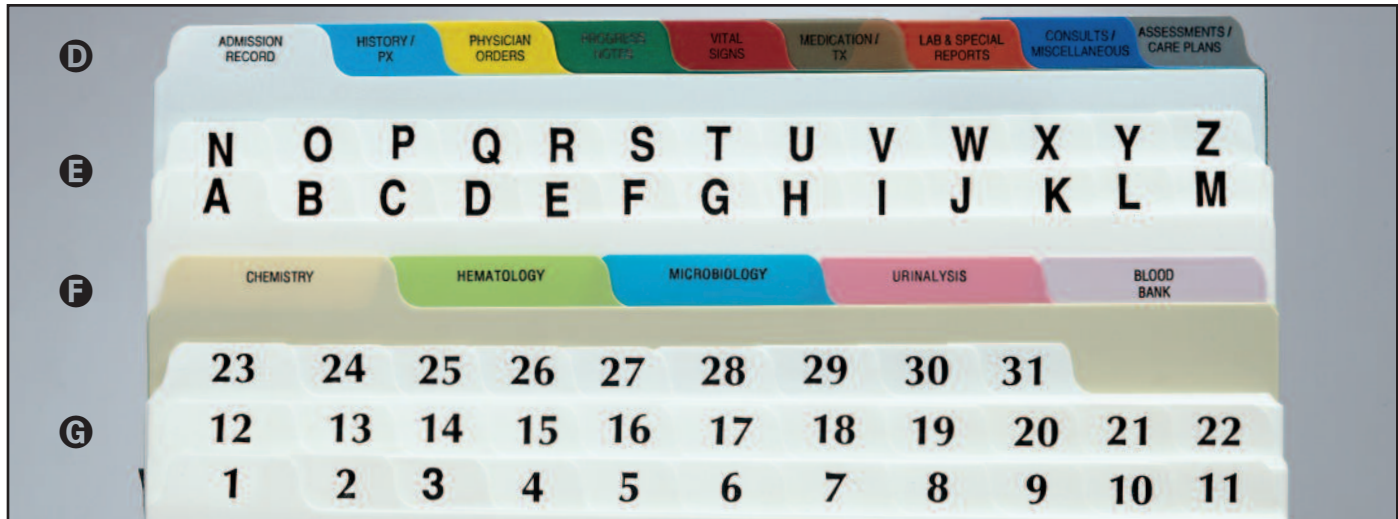 D
ADMISSION RECORD
HISTORY / PX
PHYSICIAN ORDERS
PROGRESS NOTES
VITAL SIGNS
MEDICATION / TX
LAB & SPECIAL REPORTS
CONSULTS / MISCELLANEOUS
ASSESSMENTS / CARE PLANS
E
N O P Q R S T U V W X Y Z
A B C D E F G H I J K L M
F
CHEMISTRY
HEMATOLOGY
MICROBIOLOGY
URINALYSIS
BLOOD BANK
G
23 24 25 26 27 28 29 30 31
12 13 14 15 16 17 18 19 20 21 22
1 2 3 4 5 6 7 8 9 10 11